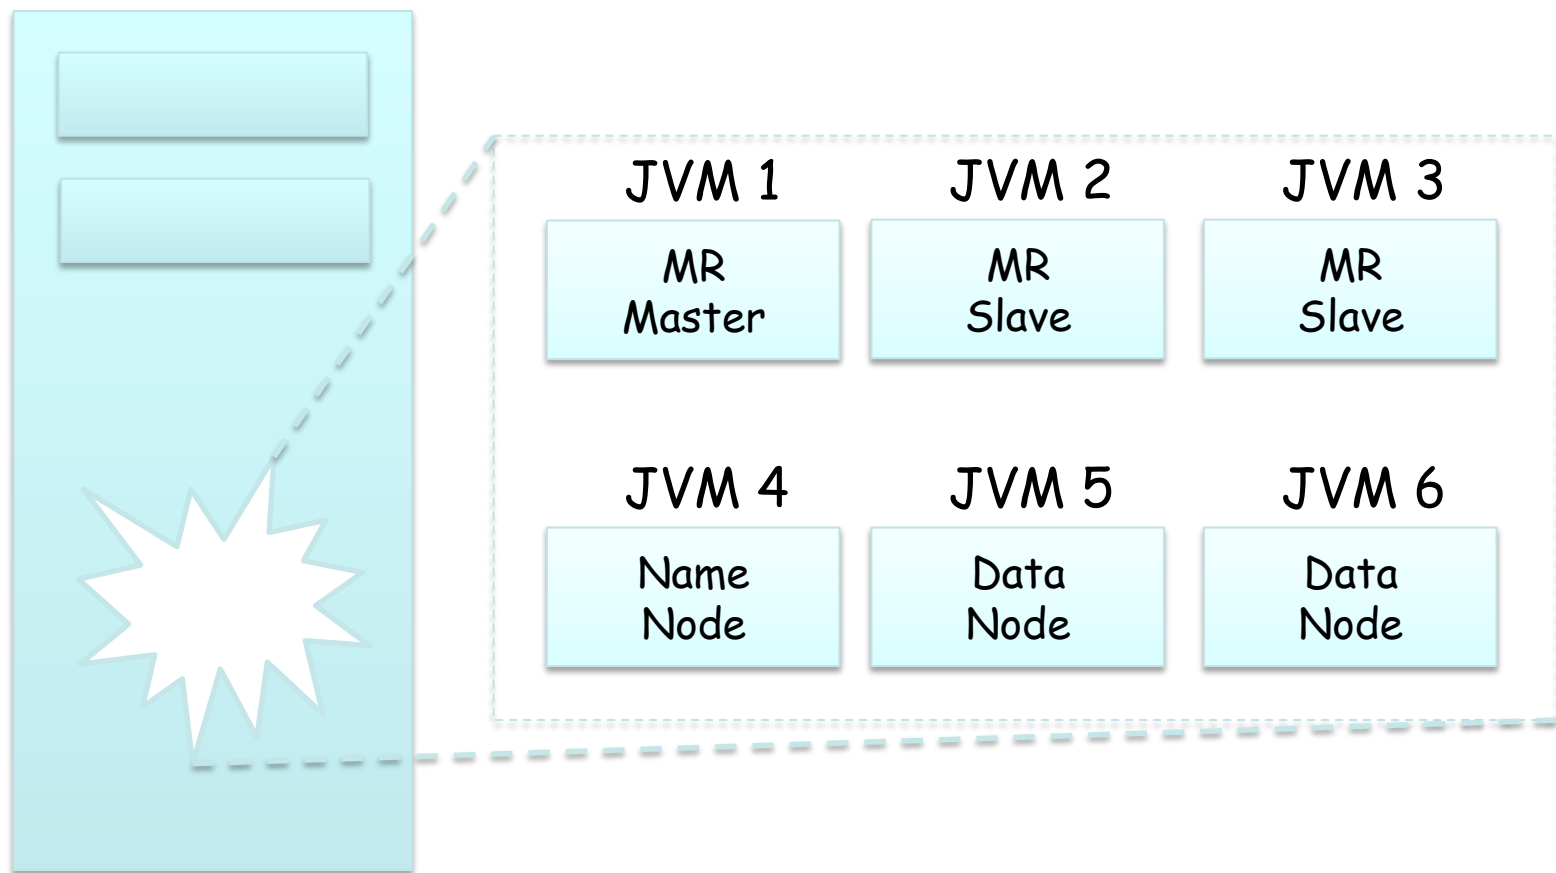 JVM 1
JVM 2
JVM 3
MR
Master
MR
Slave
MR
Slave
JVM 4
JVM 5
JVM 6
Name
Node
Data
Node
Data
Node